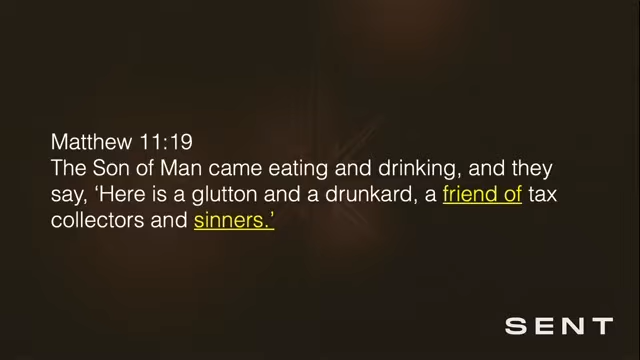 Matthew 11:19
The Son of Man came eating and drinking, and they
say, ‘Here is a glutton and a drunkard, a friend of tax
collectors and sinners.’
SENT